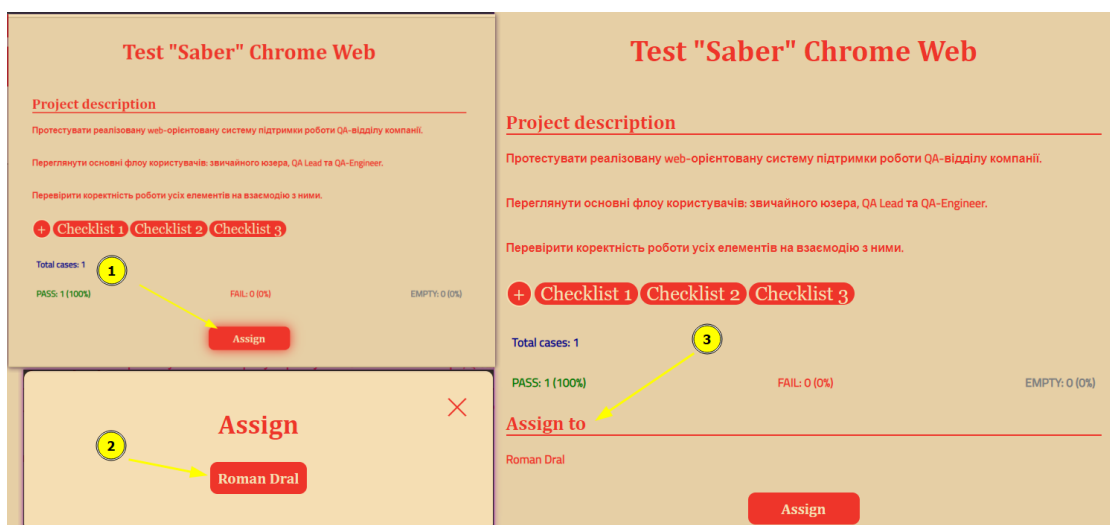 Test "Saber" Chrome Web
Project description
Протестувати реалізовану web-орієнтовану систему підтримки роботи QA-відділу компанії.
Переглянути основні флоу користувачів: звичайного юзера, QA Lead та QA-Engineer.
Перевірити коректність роботи усіх елементів на взаємодію з ними.
+ Checklist 1 Checklist 2 Checklist 3
Total cases: 1
1
PASS: 1 (100%) FAIL: 0 (0%) EMPTY: 0 (0%)
Assign
Assign
2
Roman Dral
Test "Saber" Chrome Web
Project description
Протестувати реалізовану web-орієнтовану систему підтримки роботи QA-відділу компанії.
Переглянути основні флоу користувачів: звичайного юзера, QA Lead та QA-Engineer.
Перевірити коректність роботи усіх елементів на взаємодію з ними.
+ Checklist 1 Checklist 2 Checklist 3
Total cases: 1
3
PASS: 1 (100%) FAIL: 0 (0%) EMPTY: 0 (0%)
Assign to
Roman Dral
Assign